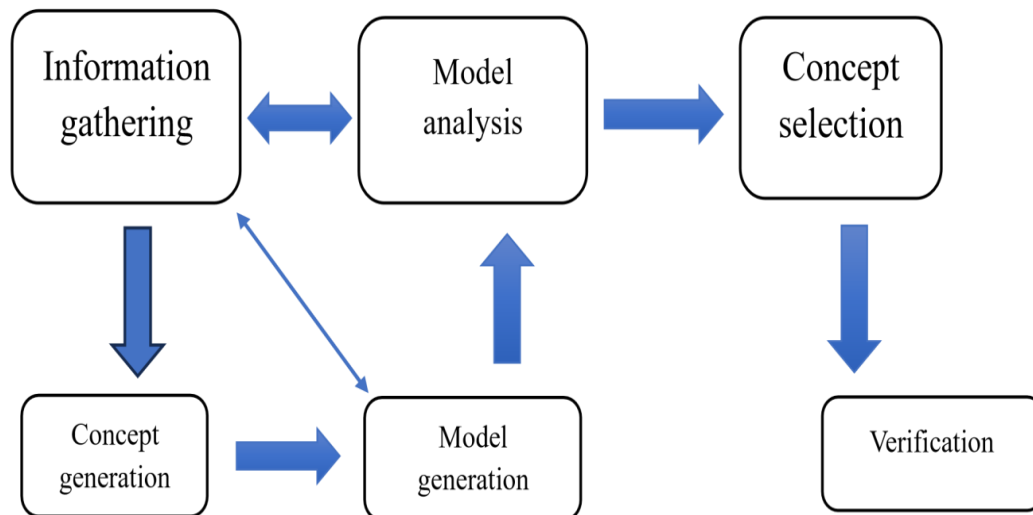 Information
gathering
Model
analysis
Concept
selection
Concept
generation
Model
generation
Verification